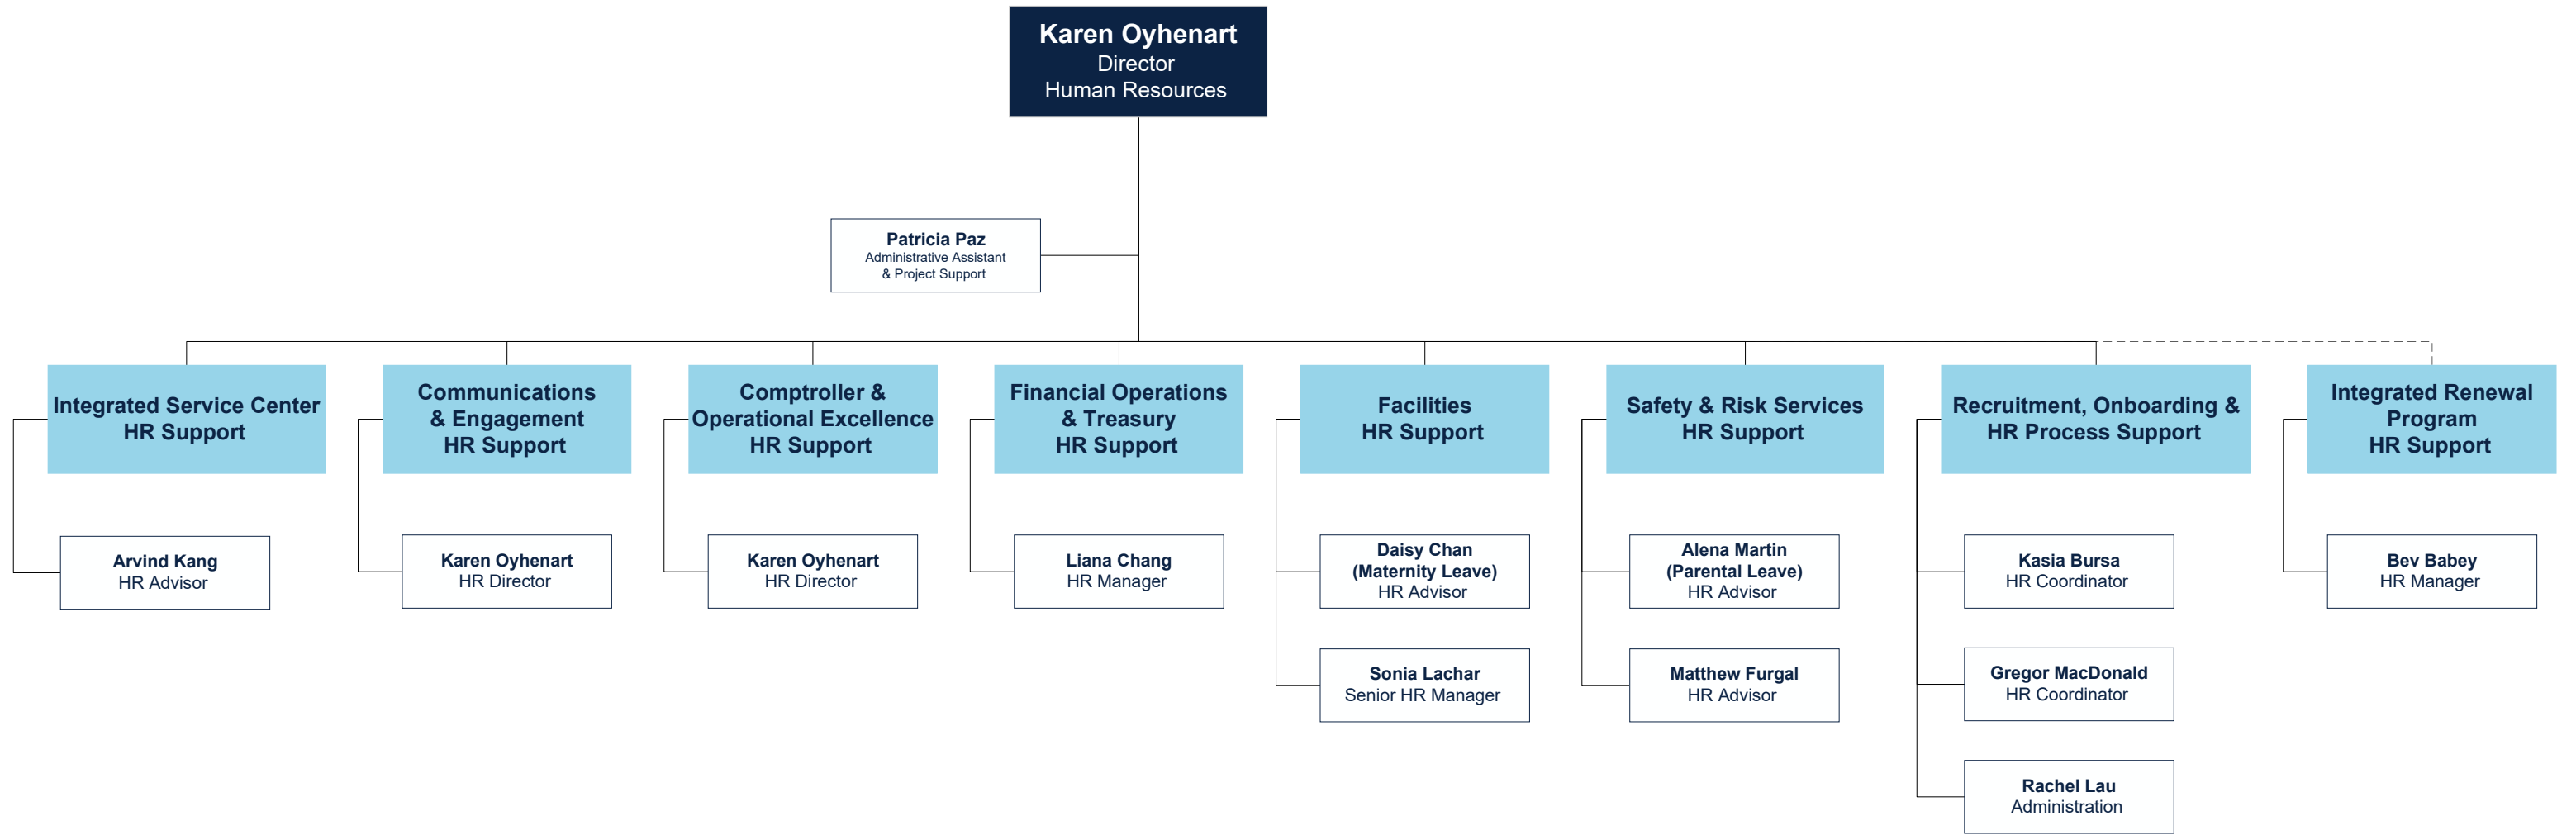 Karen Oyhenart
Director
Human Resources
Patricia Paz
Administrative Assistant
& Project Support
Integrated Service Center
HR Support
Arvind Kang
HR Advisor
Communications
& Engagement
HR Support
Karen Oyhenart
HR Director
Comptroller &
Operational Excellence
HR Support
Karen Oyhenart
HR Director
Financial Operations
& Treasury
HR Support
Liana Chang
HR Manager
Facilities
HR Support
Daisy Chan
(Maternity Leave)
HR Advisor
Sonia Lachar
Senior HR Manager
Safety & Risk Services
HR Support
Alena Martin
(Parental Leave)
HR Advisor
Matthew Furgal
HR Advisor
Recruitment, Onboarding &
HR Process Support
Kasia Bursa
HR Coordinator
Gregor MacDonald
HR Coordinator
Rachel Lau
Administration
Integrated Renewal
Program
HR Support
Bev Babey
HR Manager